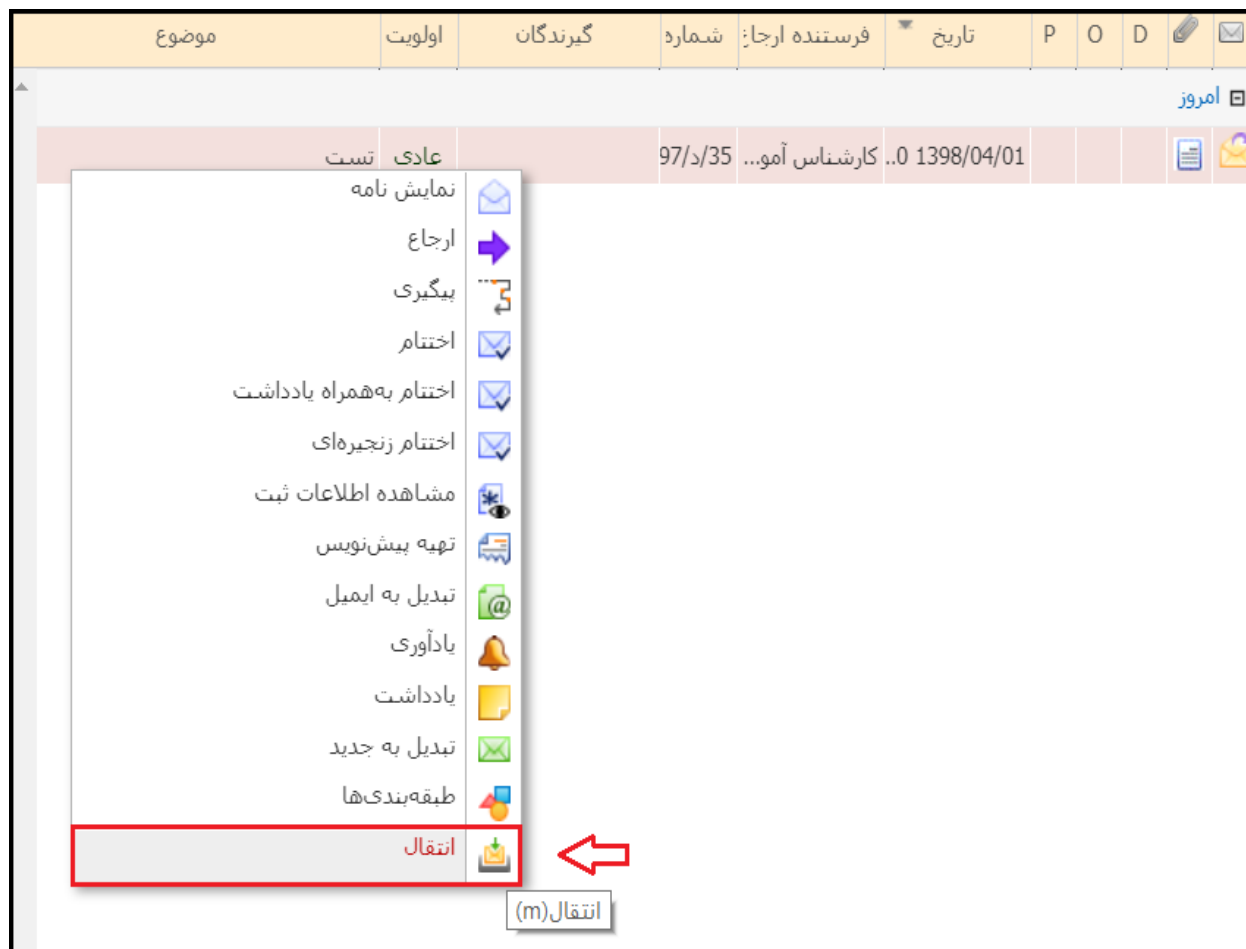 D O P تاریخ فرستنده ارجاع شماره گیرندگان اولویت موضوع
امروز
1398/04/01 0.. کارشناس آمو... 97/د/35 عادی تست
نمایش نامه
ارجاع
پیگیری
اختتام
اختتام به‌همراه یادداشت
اختتام زنجیره‌ای
مشاهده اطلاعات ثبت
تهیه پیش‌نویس
تبدیل به ایمیل
یادآوری
یادداشت
تبدیل به جدید
طبقه‌بندی‌ها
انتقال
انتقال(m)